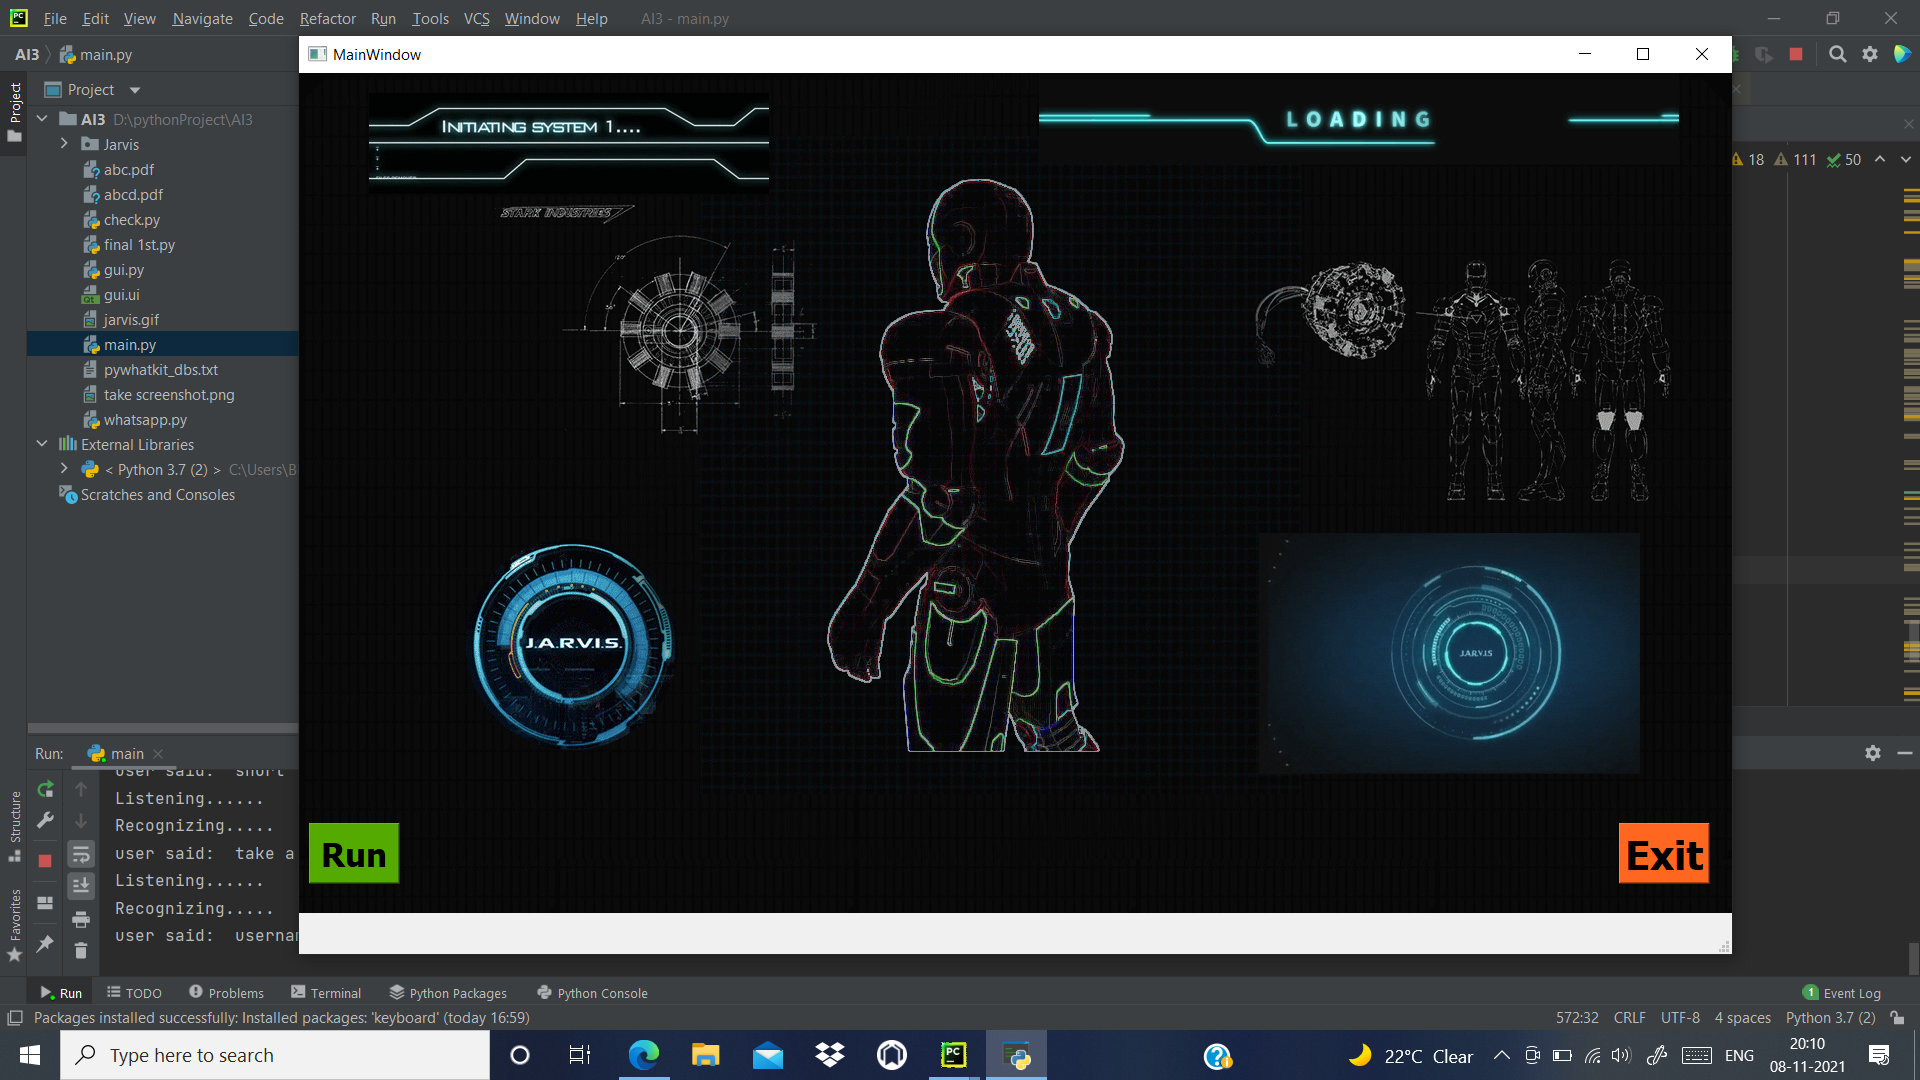 File Edit View Navigate Code Refactor Run Tools VCS Window Help AI3 - main.py
AI3 main.py
MainWindow
Project
Project
AI3 D:\pythonProject\AI3
Jarvis
abc.pdf
abcd.pdf
check.py
final 1st.py
gui.py
gui.ui
jarvis.gif
main.py
pywhatkit_dbs.txt
take screenshot.png
whatsapp.py
External Libraries
< Python 3.7 (2) > C:\Users\B
Scratches and Consoles
INITIATING SYSTEM 1....
LOADING
18 111 50
STARK INDUSTRIES
J.A.R.V.I.S.
J.A.R.V.I.S
Run
Exit
Run: main
user said: short
Listening......
Recognizing.....
user said: take a
Listening......
Recognizing.....
user said: usernam
Structure
Favorites
Run TODO Problems Terminal Python Packages Python Console 1 Event Log
Packages installed successfully: Installed packages: 'keyboard' (today 16:59) 572:32 CRLF UTF-8 4 spaces Python 3.7 (2)
Type here to search
22°C Clear
ENG
20:10
08-11-2021